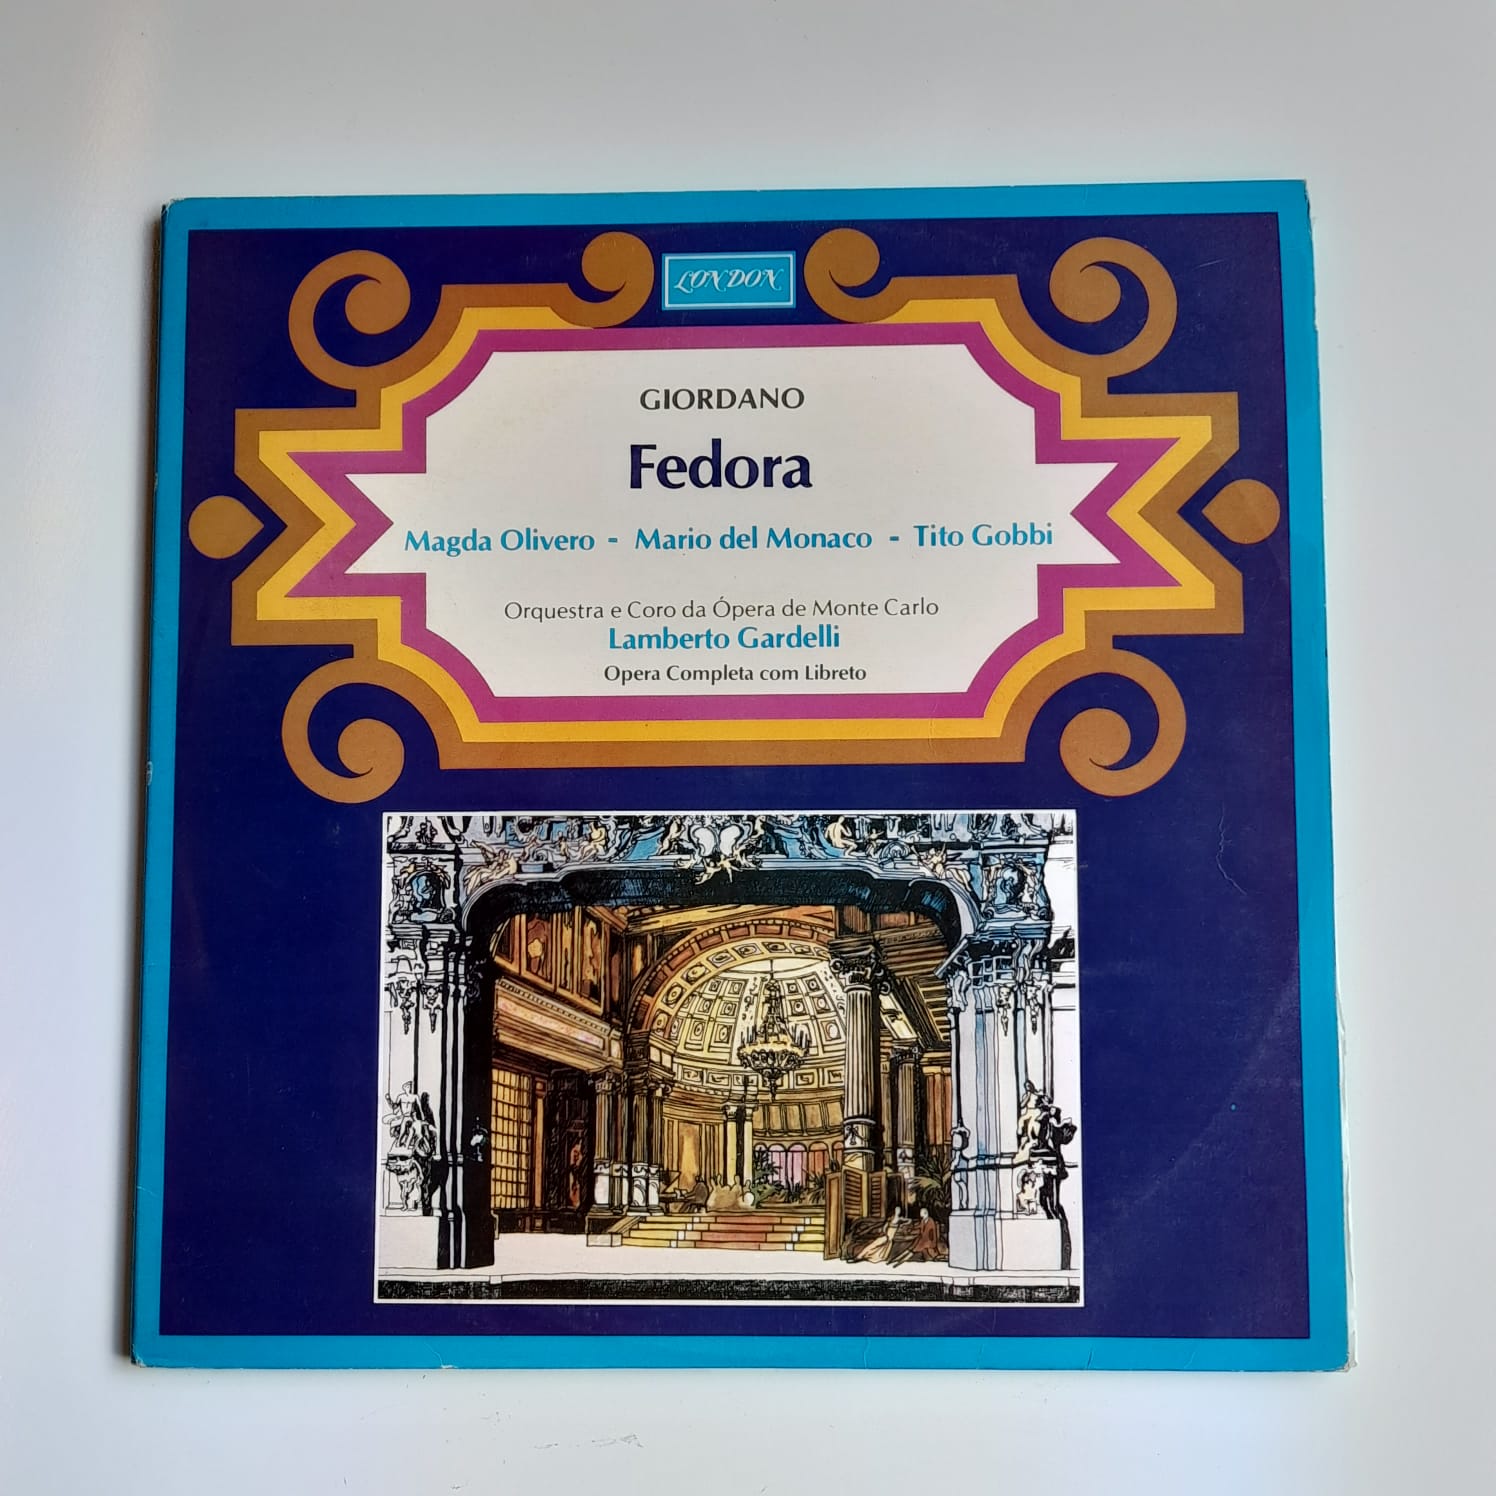 LONDON
GIORDANO
Fedora
Magda Olivero - Mario del Monaco - Tito Gobbi
Orquestra e Coro da Ópera de Monte Carlo
Lamberto Gardelli
Opera Completa com Libreto